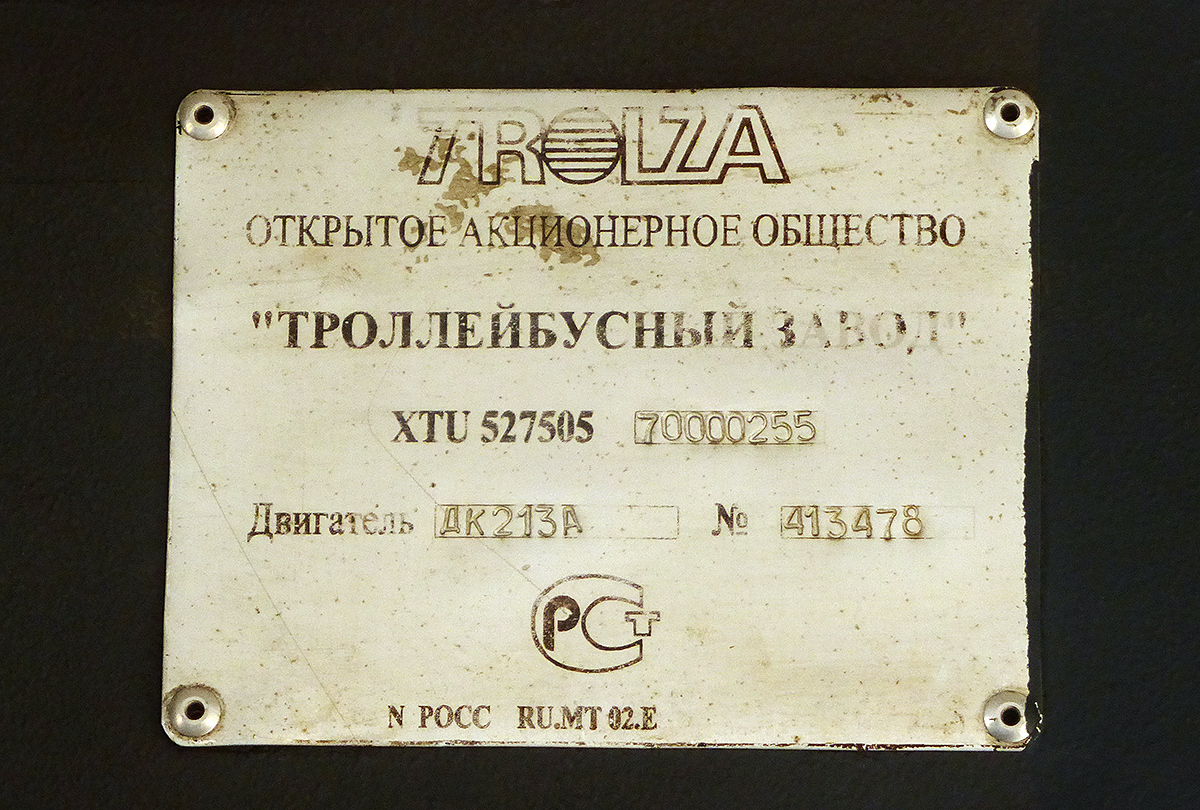 TROLZA
ОТКРЫТОЕ АКЦИОНЕРНОЕ ОБЩЕСТВО
"ТРОЛЛЕЙБУСНЫЙ ЗАВОД"
XTU 527505 70000255
Двигатель ДК213А № 413478
РСТ
N РОСС RU.MT 02.E